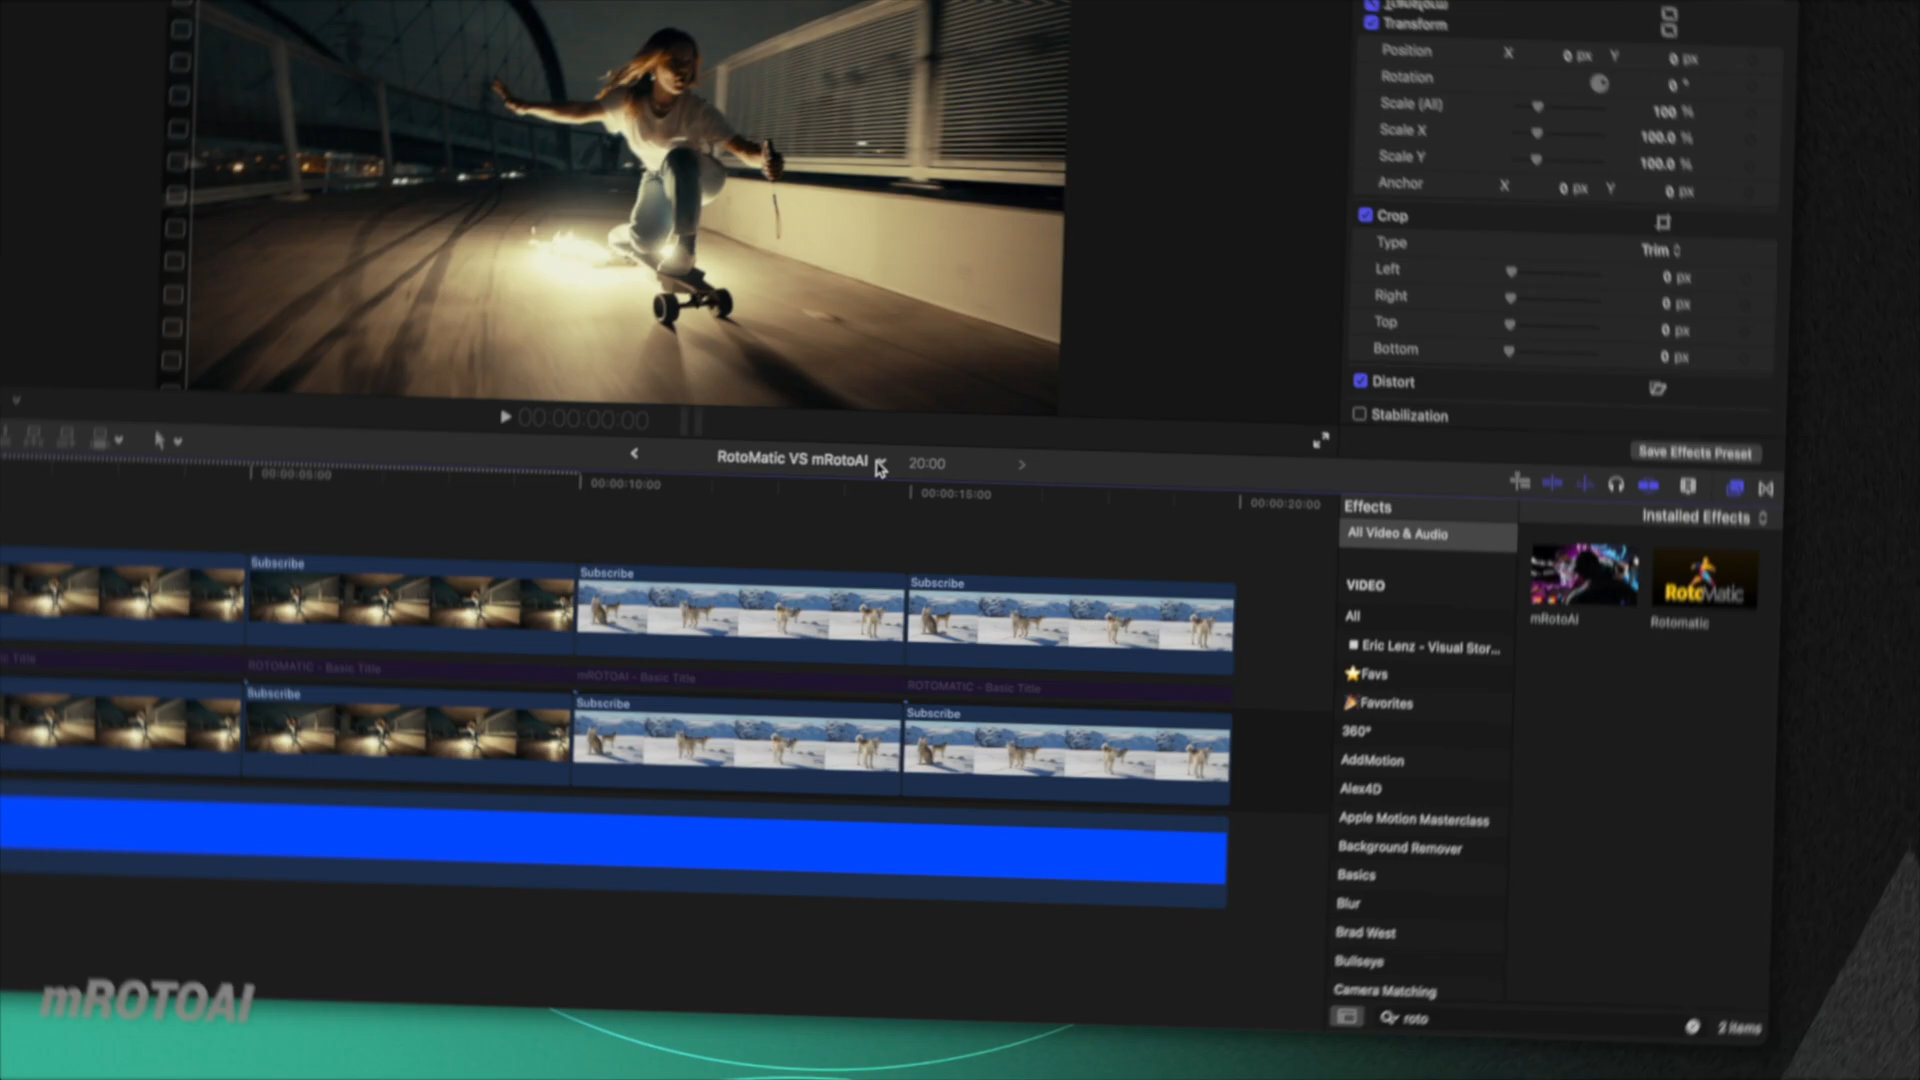 Transform
Position X 0 px Y 0 px
Rotation 0 °
Scale (All) 100 %
Scale X 100.0 %
Scale Y 100.0 %
Anchor X 0 px Y 0 px
Crop
Type Trim
Left 0 px
Right 0 px
Top 0 px
Bottom 0 px
Distort
Stabilization
Save Effects Preset
00:00:00:00
RotoMatic VS mRotoAI 20:00
00:00:05:00
00:00:10:00
00:00:15:00
00:00:20:00
Subscribe
Subscribe
Subscribe
Title
ROTOMATIC - Basic Title
mROTOAI - Basic Title
ROTOMATIC - Basic Title
Subscribe
Subscribe
Subscribe
Effects
Installed Effects
All Video & Audio
VIDEO
All
Eric Lenz - Visual Stor...
Favs
Favorites
360°
AddMotion
Alex4D
Apple Motion Masterclass
Background Remover
Basics
Blur
Brad West
Bullseye
Camera Matching
RotoMatic
mRotoAI
Rotomatic
roto
2 items
mROTOAI